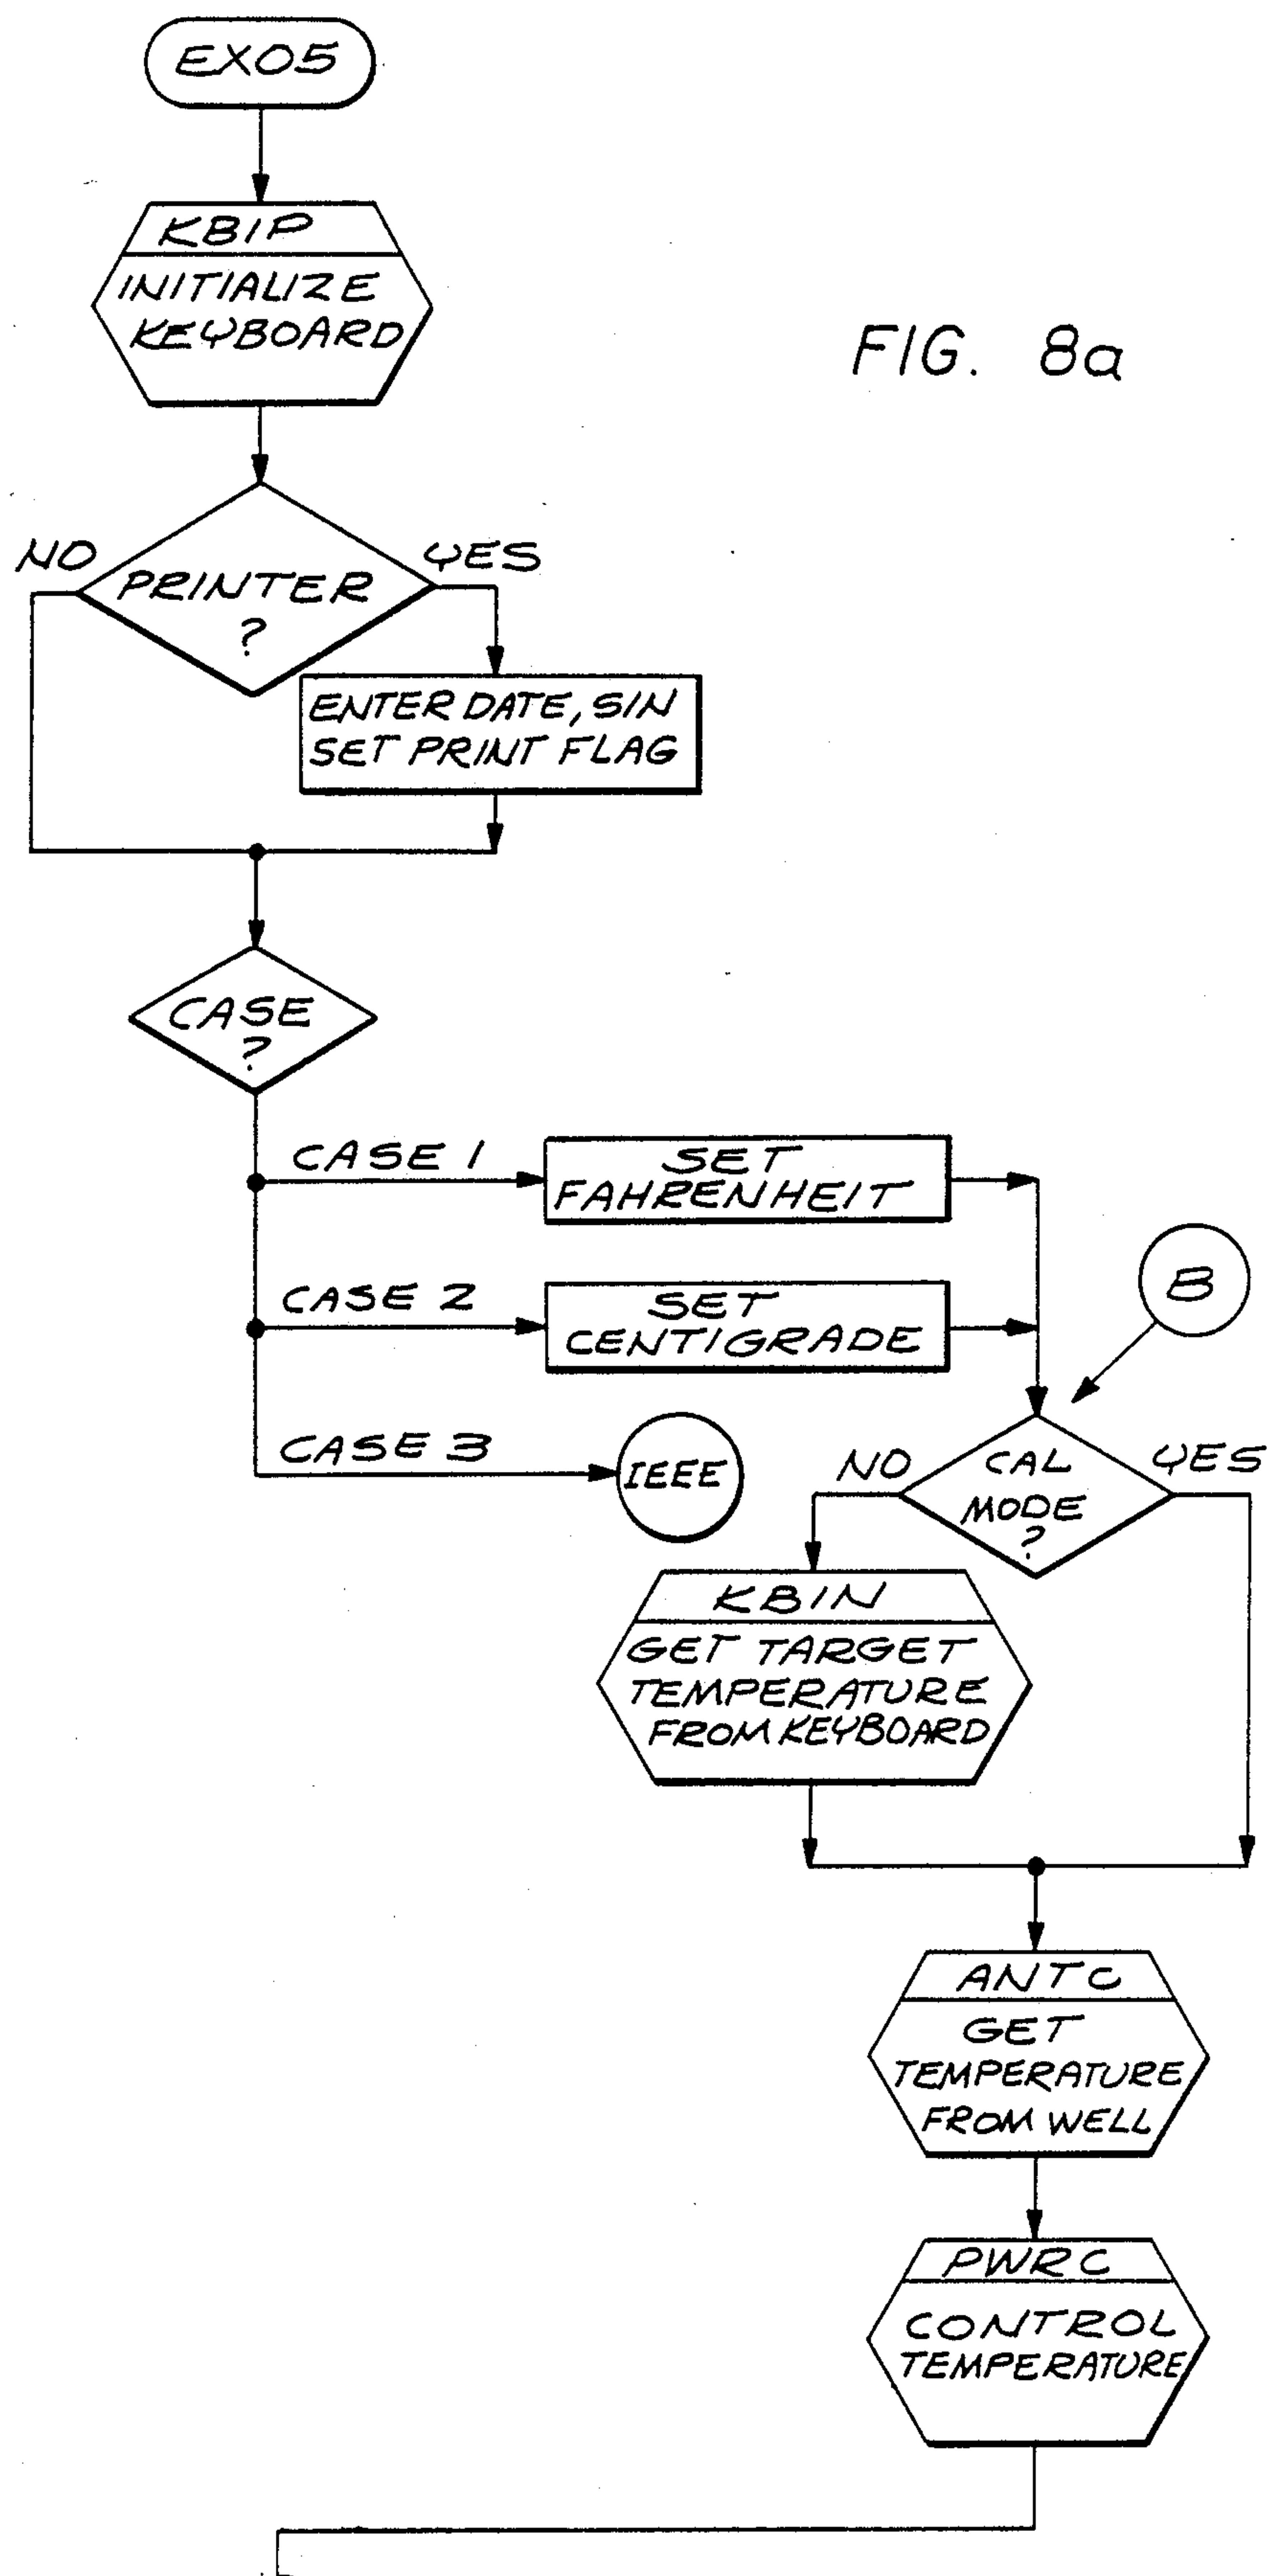 EX05
KBIP
INITIALIZE
KEYBOARD
FIG. 8a
NO
YES
PRINTER
?
ENTER DATE, S/N
SET PRINT FLAG
CASE
?
CASE 1
SET
FAHRENHEIT
CASE 2
SET
CENTIGRADE
B
CASE 3
IEEE
NO
CAL
MODE
?
YES
KBIN
GET TARGET
TEMPERATURE
FROM KEYBOARD
ANTC
GET
TEMPERATURE
FROM WELL
PWRC
CONTROL
TEMPERATURE